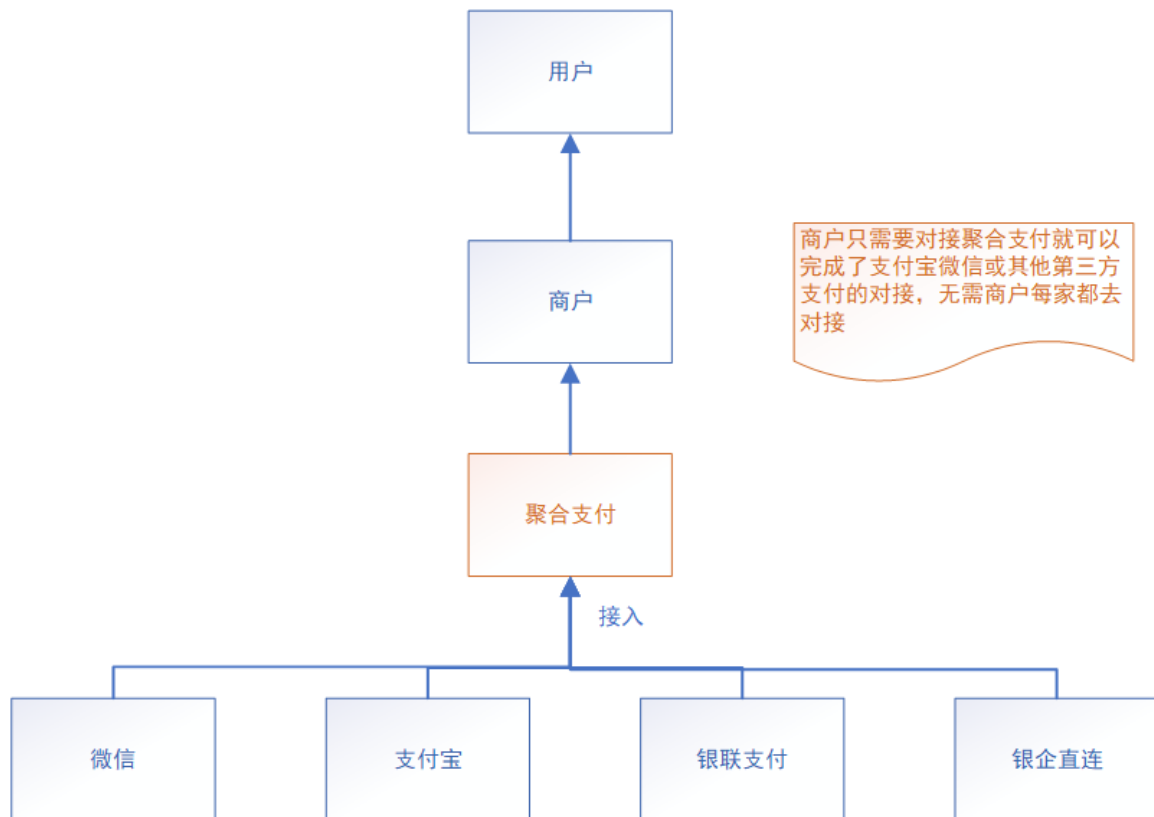 用户
商户
商户只需要对接聚合支付就可以
完成了支付宝微信或其他第三方
支付的对接，无需商户每家都去
对接
聚合支付
接入
微信
支付宝
银联支付
银企直连